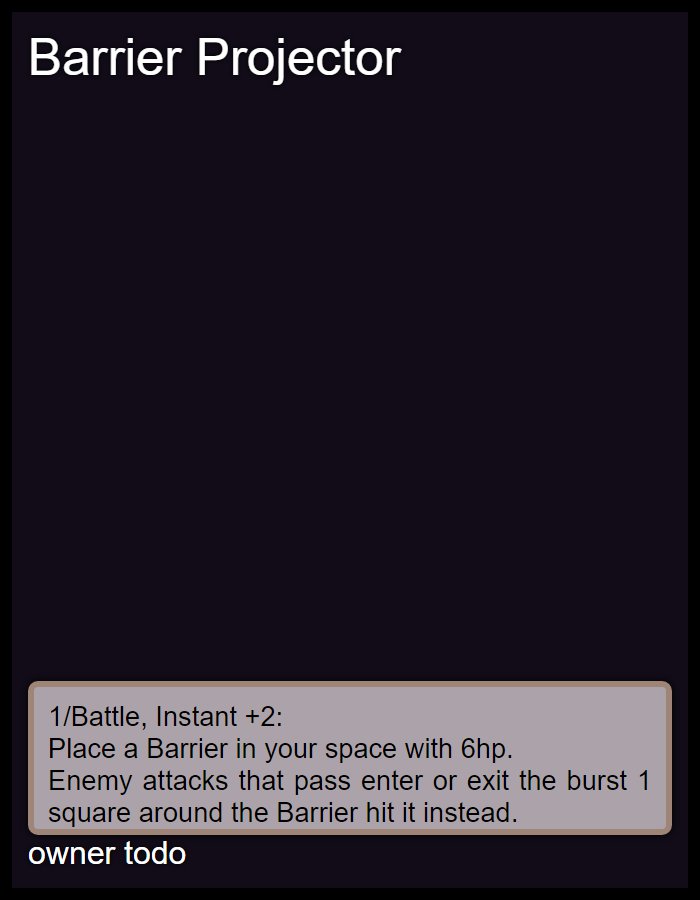 Barrier Projector
1/Battle, Instant +2:
Place a Barrier in your space with 6hp.
Enemy attacks that pass enter or exit the burst 1
square around the Barrier hit it instead.
owner todo